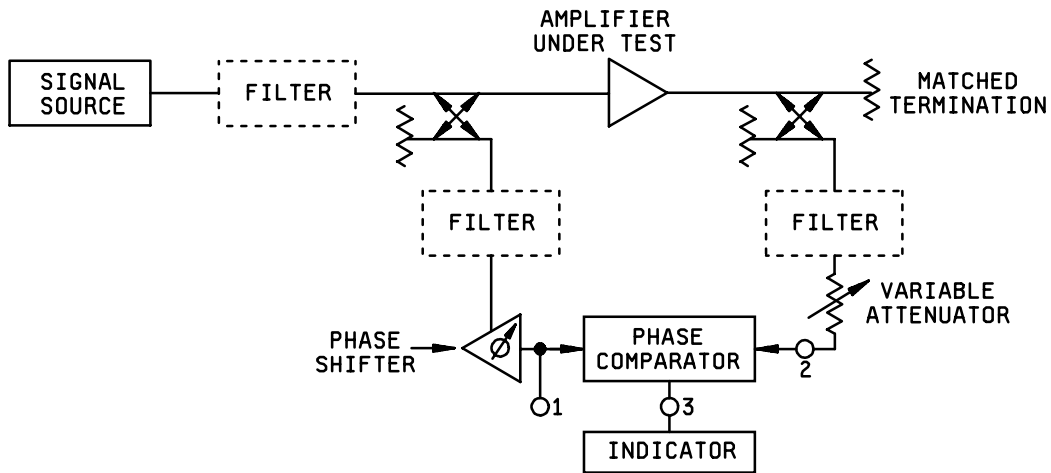 AMPLIFIER
UNDER TEST
SIGNAL
SOURCE
FILTER
MATCHED
TERMINATION
FILTER
FILTER
VARIABLE
ATTENUATOR
PHASE
SHIFTER
Ø
PHASE
COMPARATOR
1
2
3
INDICATOR